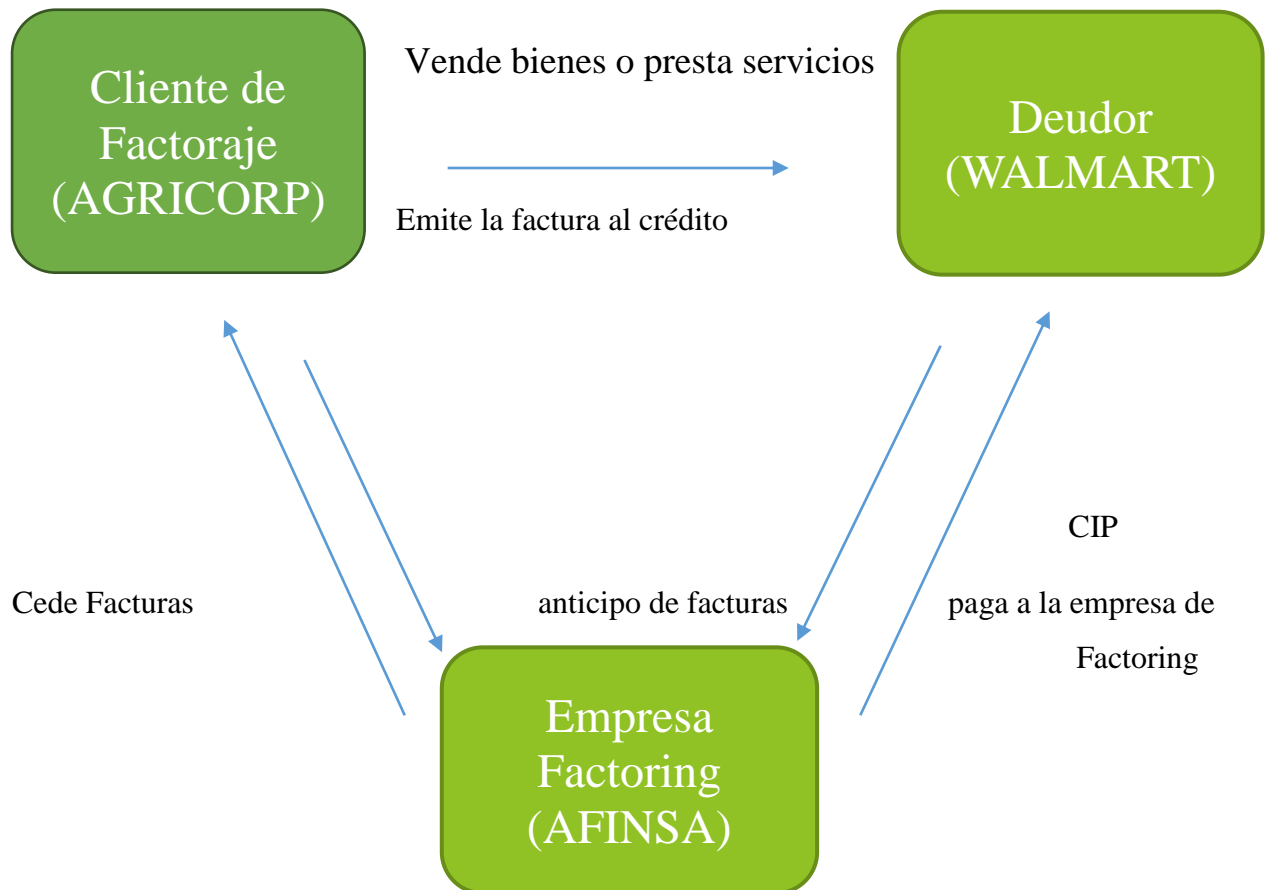 Cliente de
Factoraje
(AGRICORP)
Vende bienes o presta servicios
Emite la factura al crédito
Deudor
(WALMART)
CIP
Cede Facturas
anticipo de facturas
paga a la empresa de
Factoring
Empresa
Factoring
(AFINSA)